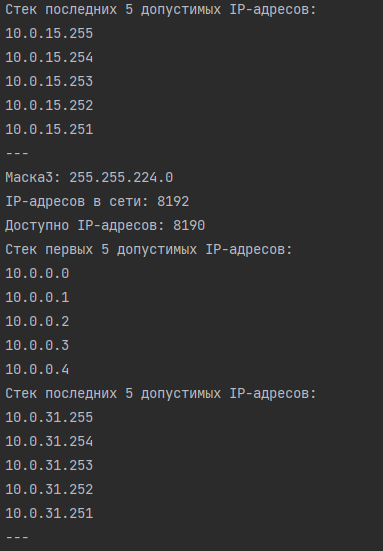 Стек последних 5 допустимых IP-адресов:
10.0.15.255
10.0.15.254
10.0.15.253
10.0.15.252
10.0.15.251
---
Маска3: 255.255.224.0
IP-адресов в сети: 8192
Доступно IP-адресов: 8190
Стек первых 5 допустимых IP-адресов:
10.0.0.0
10.0.0.1
10.0.0.2
10.0.0.3
10.0.0.4
Стек последних 5 допустимых IP-адресов:
10.0.31.255
10.0.31.254
10.0.31.253
10.0.31.252
10.0.31.251
---